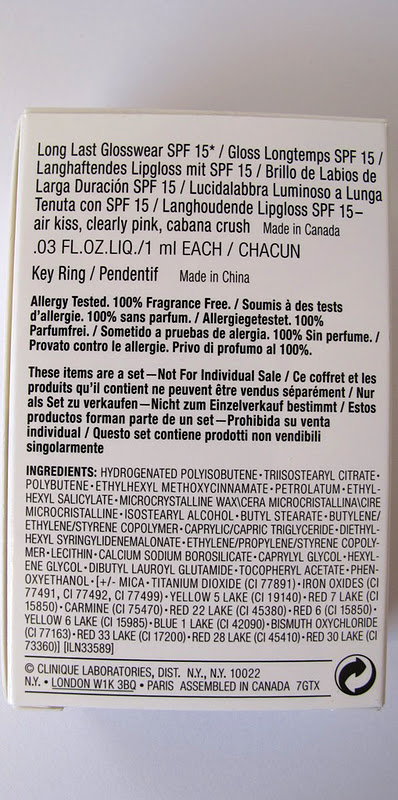 Long Last Glosswear SPF 15* / Gloss Longtemps SPF 15 /
Langhaftendes Lipgloss mit SPF 15 / Brillo de Labios de
Larga Duración SPF 15 / Lucidalabbra Luminoso a Lunga
Tenuta con SPF 15 / Langhoudende Lipgloss SPF 15–
air kiss, clearly pink, cabana crush Made in Canada
.03 FL.OZ.LIQ./1 ml EACH / CHACUN
Key Ring / Pendentif Made in China
Allergy Tested. 100% Fragrance Free. / Soumis à des tests
d'allergie. 100% sans parfum. / Allergiegetestet. 100%
Parfumfrei. / Sometido a pruebas de alergia. 100% Sin perfume. /
Provato contro le allergie. Privo di profumo al 100%.
These items are a set—Not For Individual Sale / Ce coffret et les
produits qu'il contient ne peuvent être vendus séparément / Nur
als Set zu verkaufen—Nicht zum Einzelverkauf bestimmt / Estos
productos forman parte de un set—Prohibida su venta
individual / Questo set contiene prodotti non vendibili
singolarmente
INGREDIENTS: HYDROGENATED POLYISOBUTENE • TRIISOSTEARYL CITRATE •
POLYBUTENE • ETHYLHEXYL METHOXYCINNAMATE • PETROLATUM • ETHYL-
HEXYL SALICYLATE • MICROCRYSTALLINE WAX\CERA MICROCRISTALLINA\CIRE
MICROCRISTALLINE • ISOSTEARYL ALCOHOL • BUTYL STEARATE • BUTYLENE/
ETHYLENE/STYRENE COPOLYMER • CAPRYLIC/CAPRIC TRIGLYCERIDE • DIETHYL-
HEXYL SYRINGYLIDENEMALONATE • ETHYLENE/PROPYLENE/STYRENE COPOLY-
MER • LECITHIN • CALCIUM SODIUM BOROSILICATE • CAPRYLYL GLYCOL • HEXYL-
ENE GLYCOL • DIBUTYL LAUROYL GLUTAMIDE • TOCOPHERYL ACETATE • PHEN-
OXYETHANOL • [+/- MICA • TITANIUM DIOXIDE (CI 77891) • IRON OXIDES (CI
77491, CI 77492, CI 77499) • YELLOW 5 LAKE (CI 19140) • RED 7 LAKE (CI
15850) • CARMINE (CI 75470) • RED 22 LAKE (CI 45380) • RED 6 (CI 15850) •
YELLOW 6 LAKE (CI 15985) • BLUE 1 LAKE (CI 42090) • BISMUTH OXYCHLORIDE
(CI 77163) • RED 33 LAKE (CI 17200) • RED 28 LAKE (CI 45410) • RED 30 LAKE (CI
73360)] [ILN33589]
© CLINIQUE LABORATORIES, DIST. N.Y., N.Y. 10022
N.Y. • LONDON W1K 3BQ • PARIS ASSEMBLED IN CANADA 7GTX